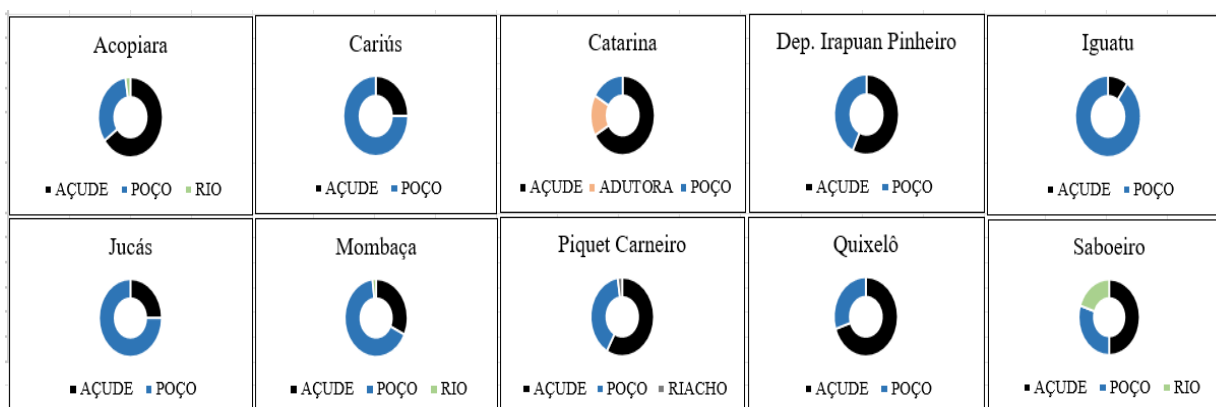 Acopiara
AÇUDE POÇO RIO
Cariús
AÇUDE POÇO
Catarina
AÇUDE ADUTORA POÇO
Dep. Irapuan Pinheiro
AÇUDE POÇO
Iguatu
AÇUDE POÇO
Jucás
AÇUDE POÇO
Mombaça
AÇUDE POÇO RIO
Piquet Carneiro
AÇUDE POÇO RIACHO
Quixelô
AÇUDE POÇO
Saboeiro
AÇUDE POÇO RIO